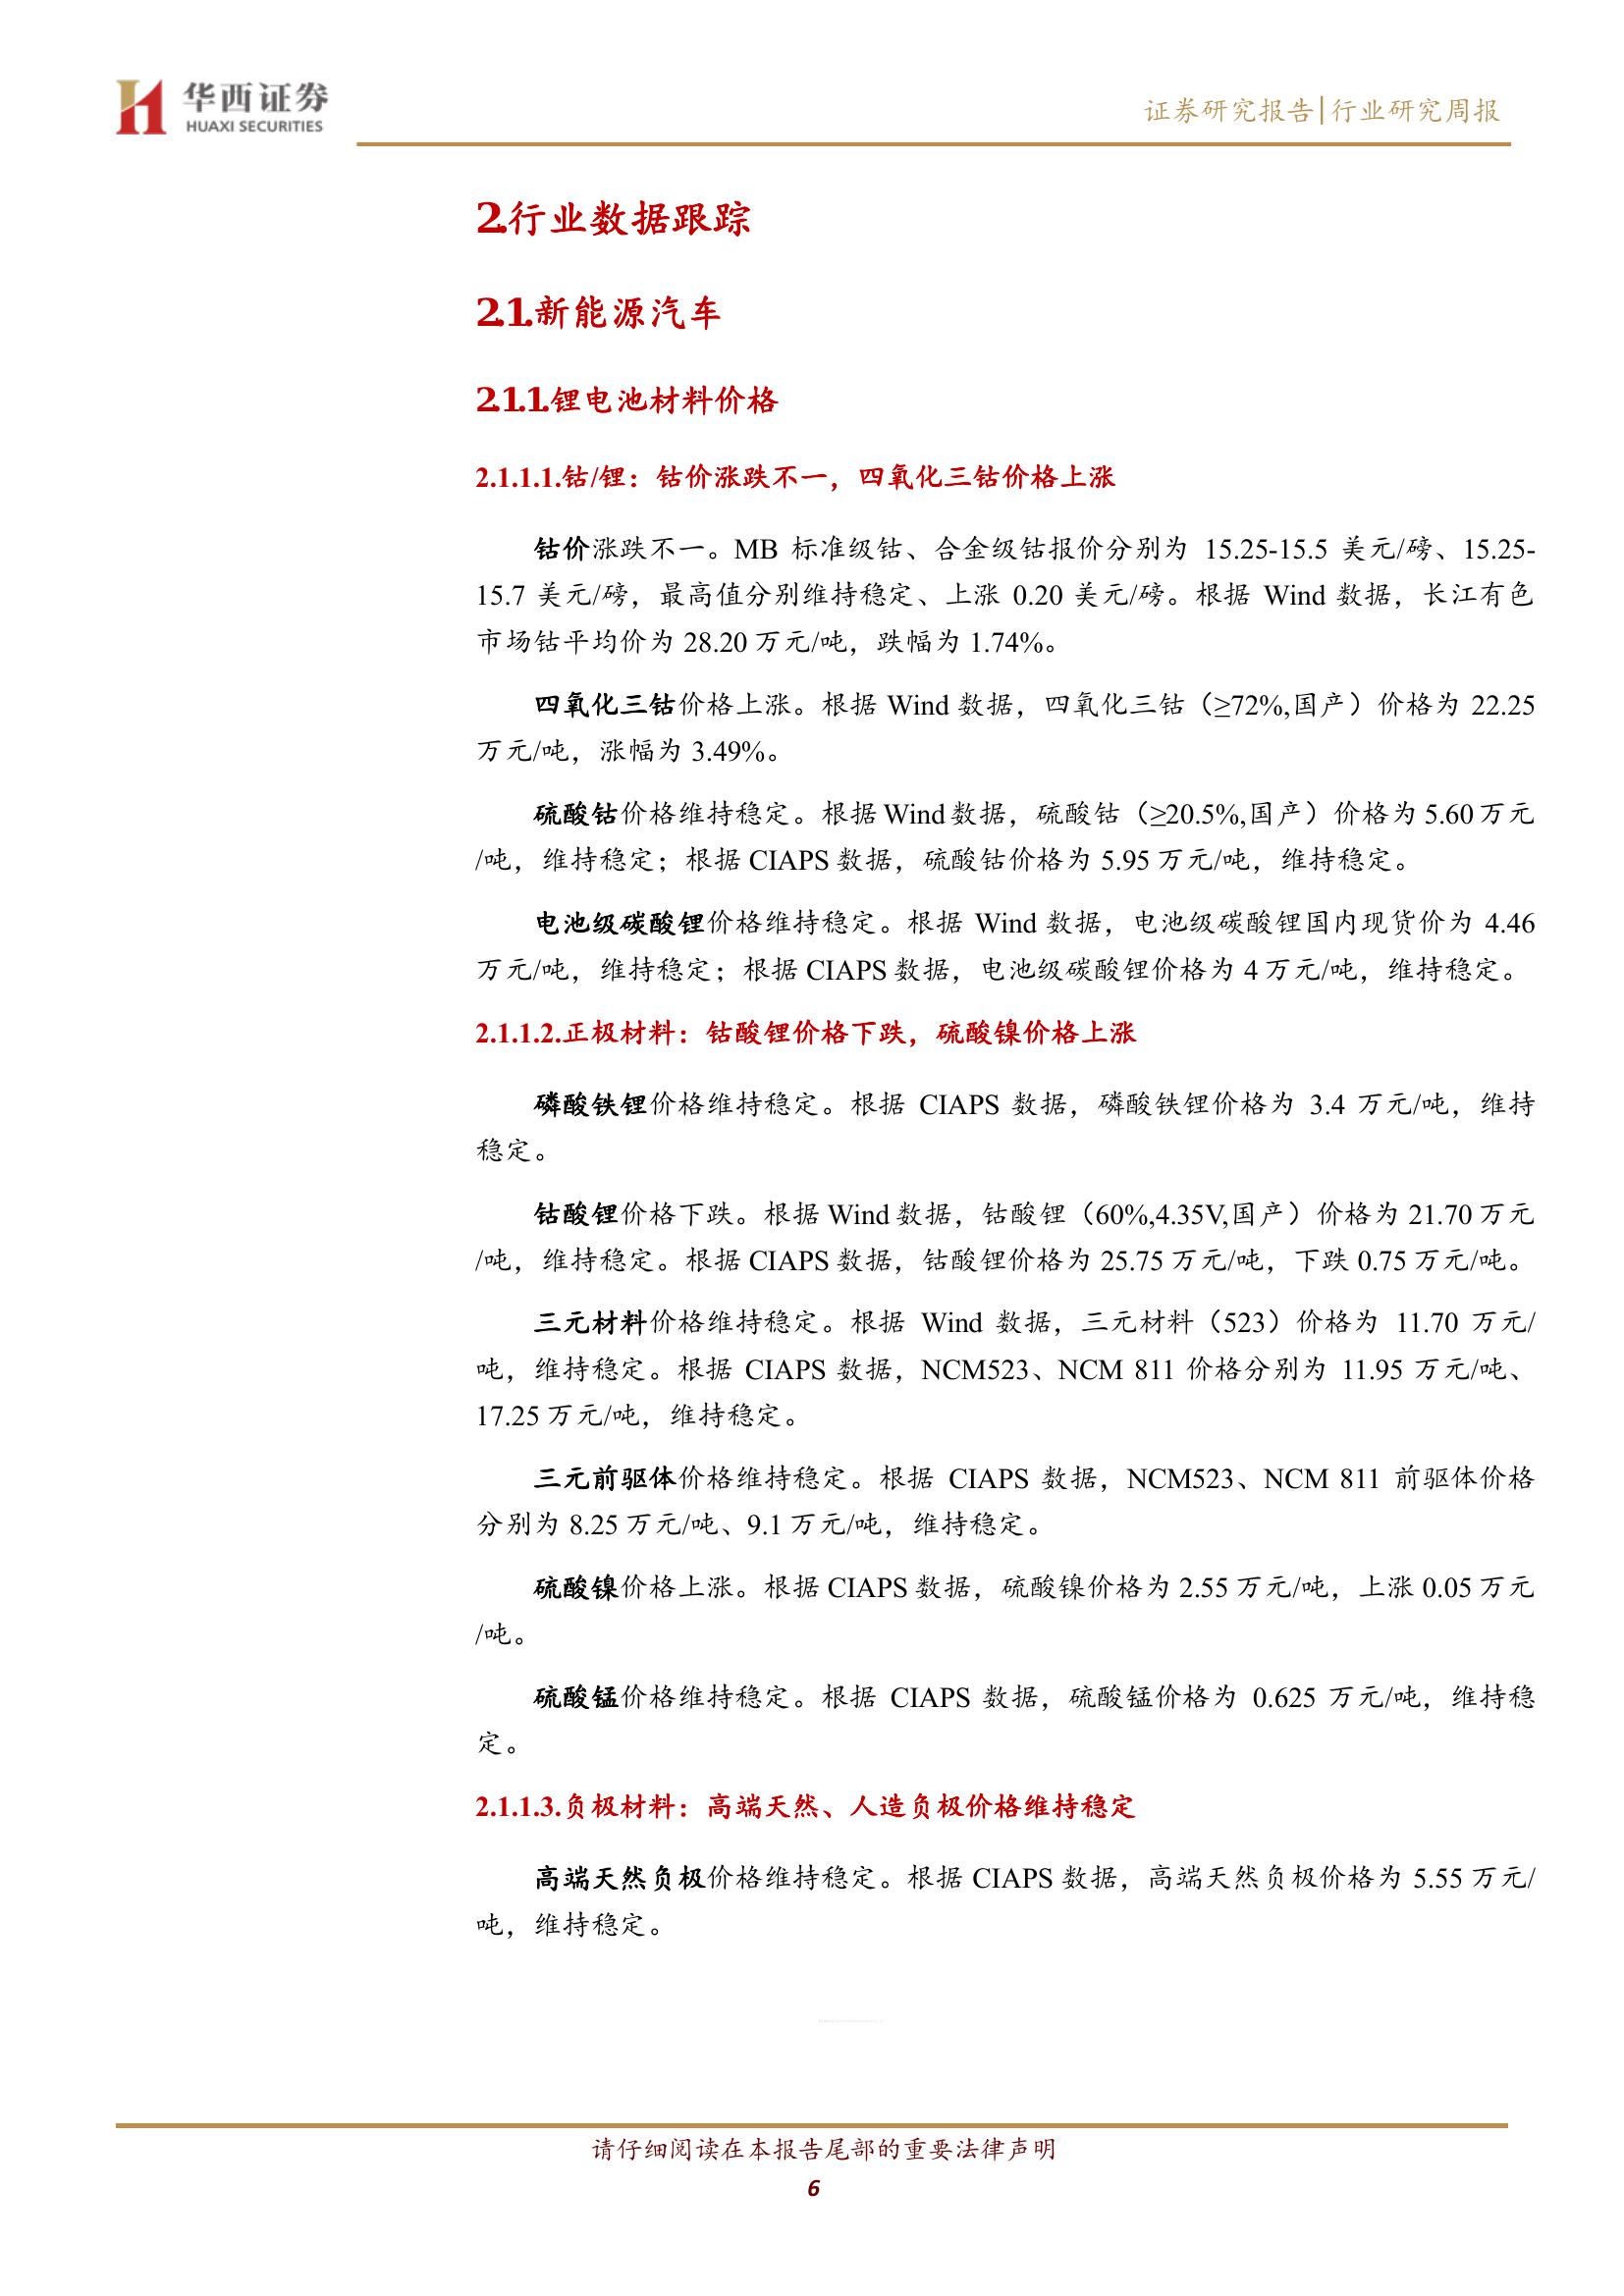 华西证券
HUAXI SECURITIES
证券研究报告|行业研究周报
2.行业数据跟踪
2.1.新能源汽车
2.1.1.锂电池材料价格
2.1.1.1.钴/锂：钴价涨跌不一，四氧化三钴价格上涨
钴价涨跌不一。MB 标准级钴、合金级钴报价分别为 15.25-15.5 美元/磅、15.25-
15.7 美元/磅，最高值分别维持稳定、上涨 0.20 美元/磅。根据 Wind 数据，长江有色
市场钴平均价为 28.20 万元/吨，跌幅为 1.74%。
四氧化三钴价格上涨。根据 Wind 数据，四氧化三钴（≥72%,国产）价格为 22.25
万元/吨，涨幅为 3.49%。
硫酸钴价格维持稳定。根据 Wind 数据，硫酸钴（≥20.5%,国产）价格为 5.60 万元
/吨，维持稳定；根据 CIAPS 数据，硫酸钴价格为 5.95 万元/吨，维持稳定。
电池级碳酸锂价格维持稳定。根据 Wind 数据，电池级碳酸锂国内现货价为 4.46
万元/吨，维持稳定；根据 CIAPS 数据，电池级碳酸锂价格为 4 万元/吨，维持稳定。
2.1.1.2.正极材料：钴酸锂价格下跌，硫酸镍价格上涨
磷酸铁锂价格维持稳定。根据 CIAPS 数据，磷酸铁锂价格为 3.4 万元/吨，维持
稳定。
钴酸锂价格下跌。根据 Wind 数据，钴酸锂（60%,4.35V,国产）价格为 21.70 万元
/吨，维持稳定。根据 CIAPS 数据，钴酸锂价格为 25.75 万元/吨，下跌 0.75 万元/吨。
三元材料价格维持稳定。根据 Wind 数据，三元材料（523）价格为 11.70 万元/
吨，维持稳定。根据 CIAPS 数据，NCM523、NCM 811 价格分别为 11.95 万元/吨、
17.25 万元/吨，维持稳定。
三元前驱体价格维持稳定。根据 CIAPS 数据，NCM523、NCM 811 前驱体价格
分别为 8.25 万元/吨、9.1 万元/吨，维持稳定。
硫酸镍价格上涨。根据 CIAPS 数据，硫酸镍价格为 2.55 万元/吨，上涨 0.05 万元
/吨。
硫酸锰价格维持稳定。根据 CIAPS 数据，硫酸锰价格为 0.625 万元/吨，维持稳
定。
2.1.1.3.负极材料：高端天然、人造负极价格维持稳定
高端天然负极价格维持稳定。根据 CIAPS 数据，高端天然负极价格为 5.55 万元/
吨，维持稳定。
请仔细阅读在本报告尾部的重要法律声明
6